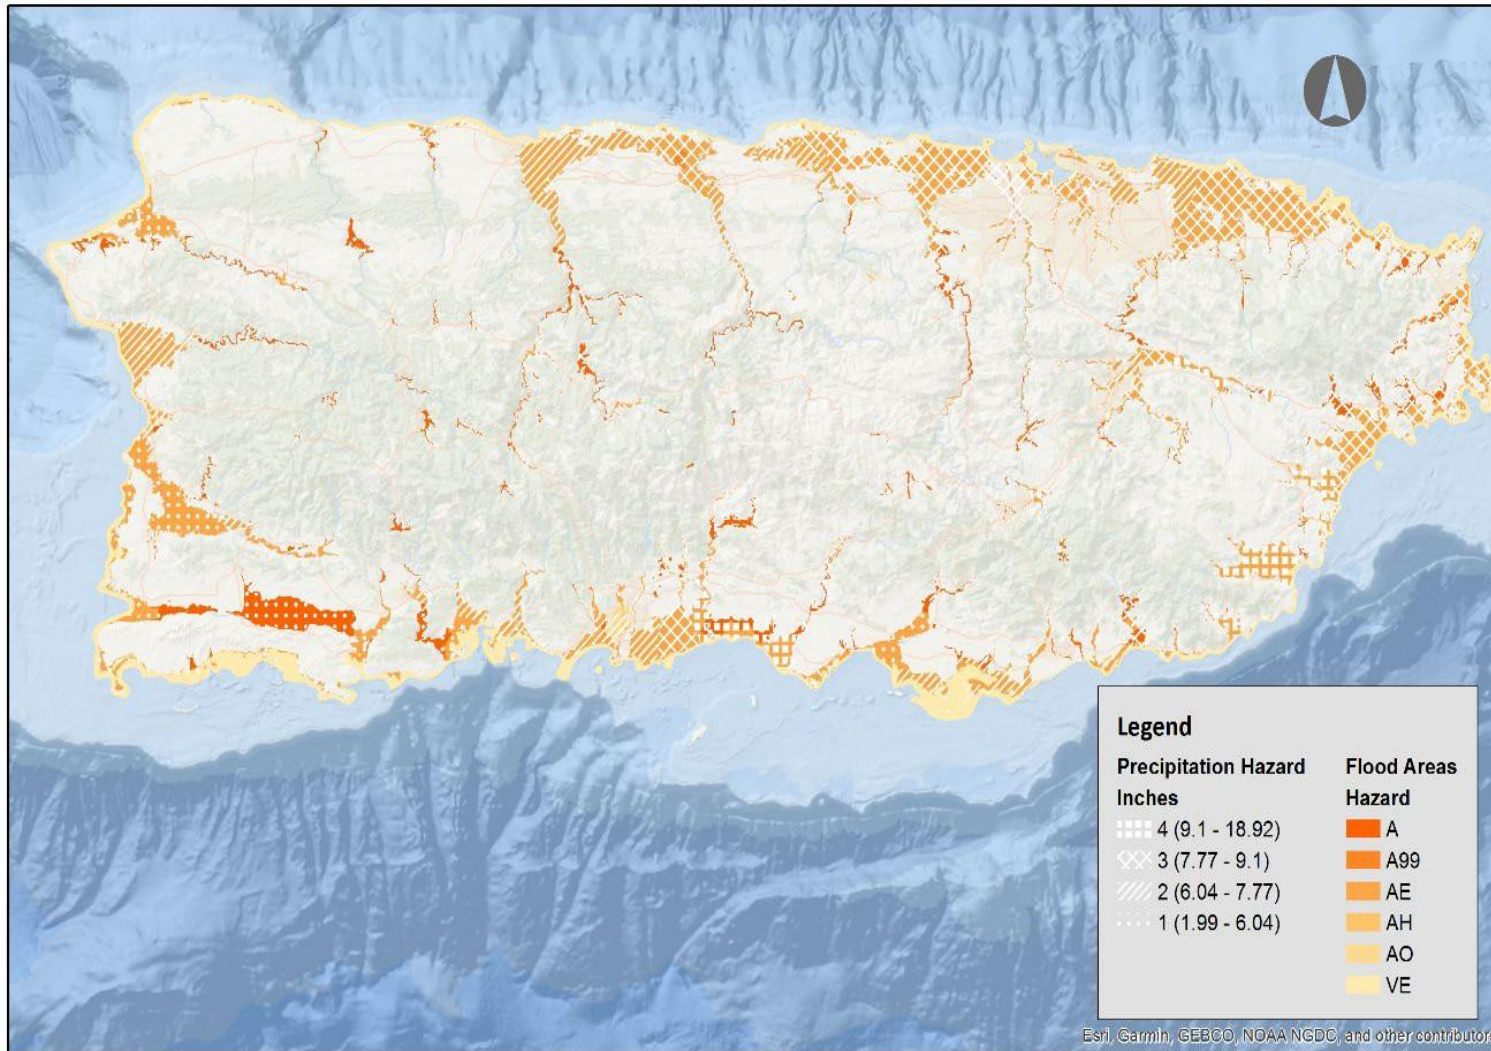 Legend
Precipitation Hazard
Inches
4 (9.1 - 18.92)
3 (7.77 - 9.1)
2 (6.04 - 7.77)
1 (1.99 - 6.04)
Flood Areas
Hazard
A
A99
AE
AH
AO
VE
Esri, Garmin, GEBCO, NOAA NGDC, and other contributor